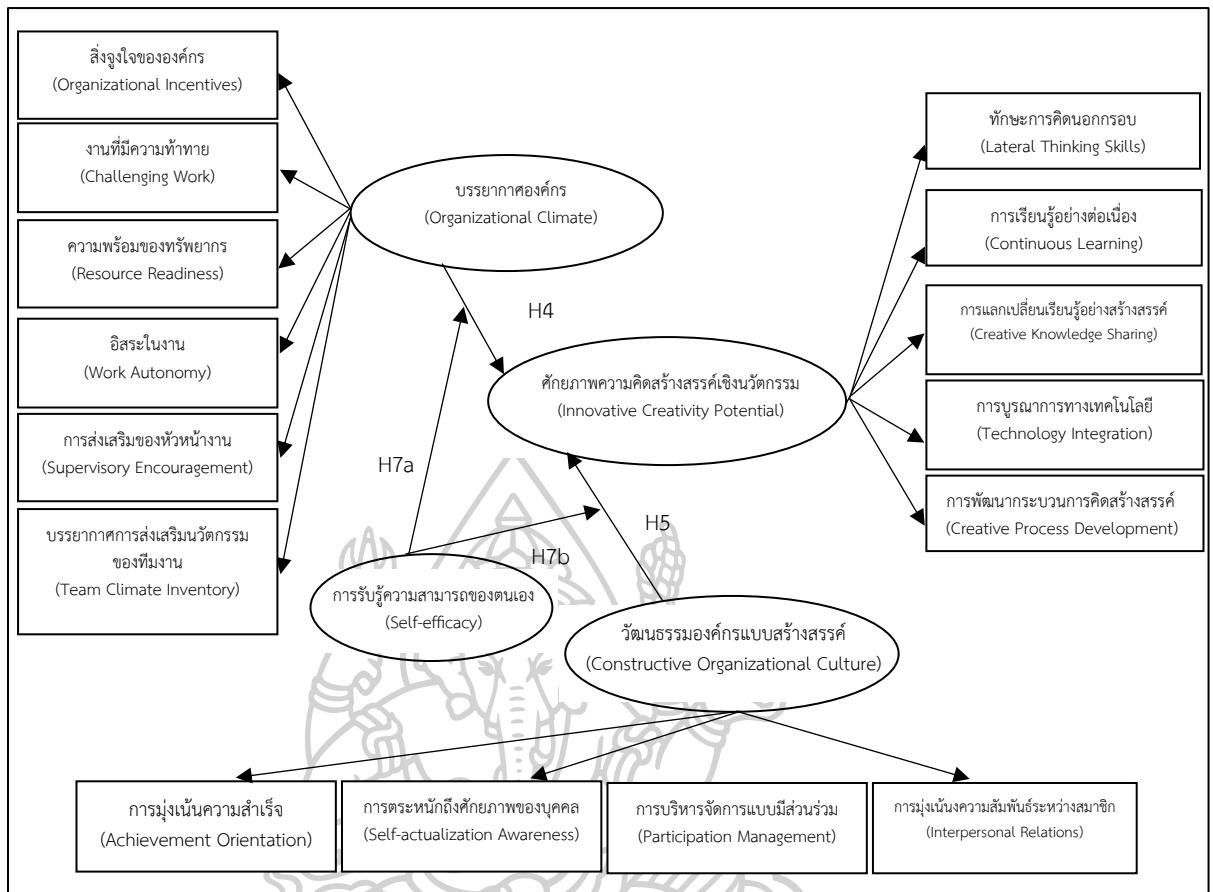 สิ่งจูงใจขององค์กร
(Organizational Incentives)
งานที่มีความท้าทาย
(Challenging Work)
ความพร้อมของทรัพยากร
(Resource Readiness)
อิสระในงาน
(Work Autonomy)
การส่งเสริมของหัวหน้างาน
(Supervisory Encouragement)
บรรยากาศการส่งเสริมนวัตกรรม
ของทีมงาน
(Team Climate Inventory)
บรรยากาศองค์กร
(Organizational Climate)
H4
ศักยภาพความคิดสร้างสรรค์เชิงนวัตกรรม
(Innovative Creativity Potential)
H7a
H5
H7b
การรับรู้ความสามารถของตนเอง
(Self-efficacy)
วัฒนธรรมองค์กรแบบสร้างสรรค์
(Constructive Organizational Culture)
ทักษะการคิดนอกกรอบ
(Lateral Thinking Skills)
การเรียนรู้อย่างต่อเนื่อง
(Continuous Learning)
การแลกเปลี่ยนเรียนรู้อย่างสร้างสรรค์
(Creative Knowledge Sharing)
การบูรณาการทางเทคโนโลยี
(Technology Integration)
การพัฒนากระบวนการคิดสร้างสรรค์
(Creative Process Development)
การมุ่งเน้นความสำเร็จ
(Achievement Orientation)
การตระหนักถึงศักยภาพของบุคคล
(Self-actualization Awareness)
การบริหารจัดการแบบมีส่วนร่วม
(Participation Management)
การมุ่งเน้นงความสัมพันธ์ระหว่างสมาชิก
(Interpersonal Relations)